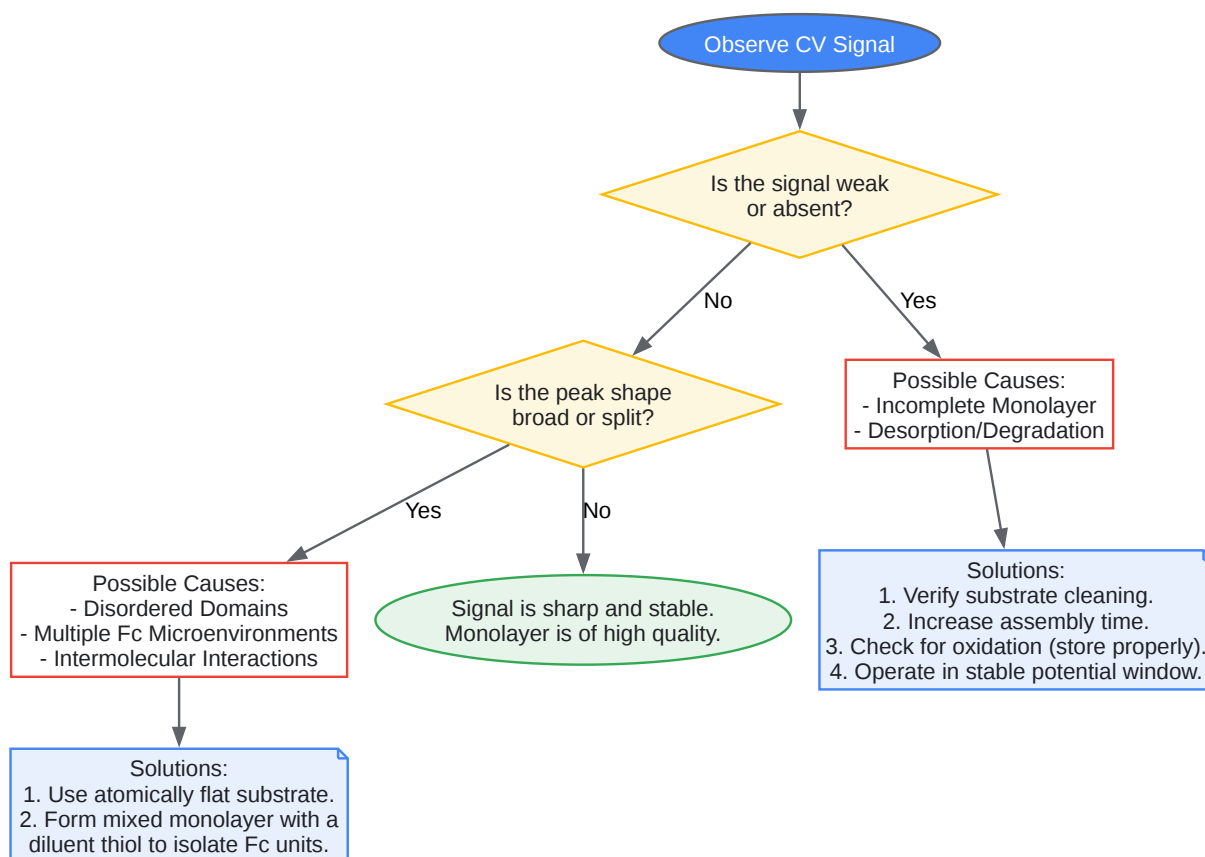 Observe CV Signal
Is the signal weak
or absent?
No
Yes
Is the peak shape
broad or split?
Possible Causes:
- Incomplete Monolayer
- Desorption/Degradation
Yes
No
Possible Causes:
- Disordered Domains
- Multiple Fc Microenvironments
- Intermolecular Interactions
Signal is sharp and stable.
Monolayer is of high quality.
Solutions:
1. Verify substrate cleaning.
2. Increase assembly time.
3. Check for oxidation (store properly).
4. Operate in stable potential window.
Solutions:
1. Use atomically flat substrate.
2. Form mixed monolayer with a
diluent thiol to isolate Fc units.